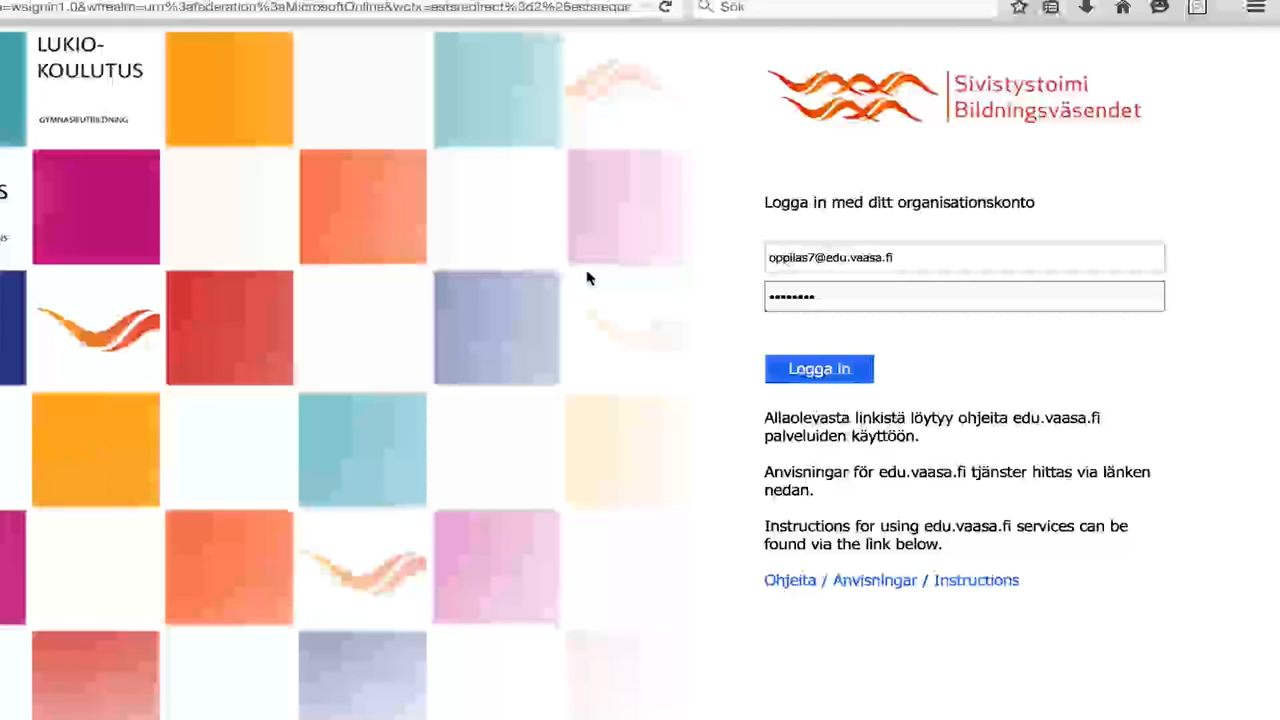 Sök
LUKIO-
KOULUTUS
GYMNASIEUTBILDNING
S
Sivistystoimi
Bildningsväsendet
Logga in med ditt organisationskonto
oppilas7@edu.vaasa.fi
••••••••
Logga in
Allaolevasta linkistä löytyy ohjeita edu.vaasa.fi
palveluiden käyttöön.
Anvisningar för edu.vaasa.fi tjänster hittas via länken
nedan.
Instructions for using edu.vaasa.fi services can be
found via the link below.
Ohjeita / Anvisningar / Instructions